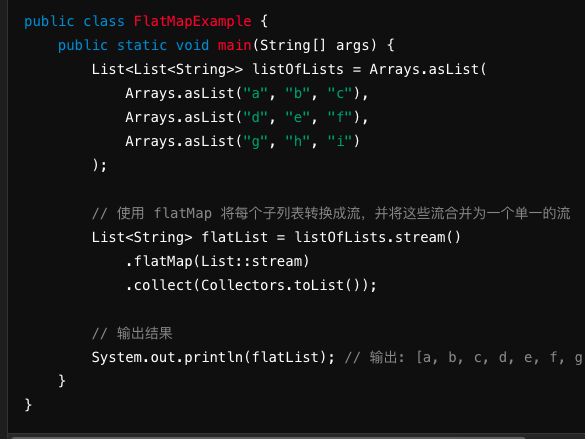 public class FlatMapExample {
    public static void main(String[] args) {
        List<List<String>> listOfLists = Arrays.asList(
            Arrays.asList("a", "b", "c"),
            Arrays.asList("d", "e", "f"),
            Arrays.asList("g", "h", "i")
        );

        // 使用 flatMap 将每个子列表转换成流，并将这些流合并为一个单一的流
        List<String> flatList = listOfLists.stream()
            .flatMap(List::stream)
            .collect(Collectors.toList());

        // 输出结果
        System.out.println(flatList); // 输出: [a, b, c, d, e, f, g
    }
}